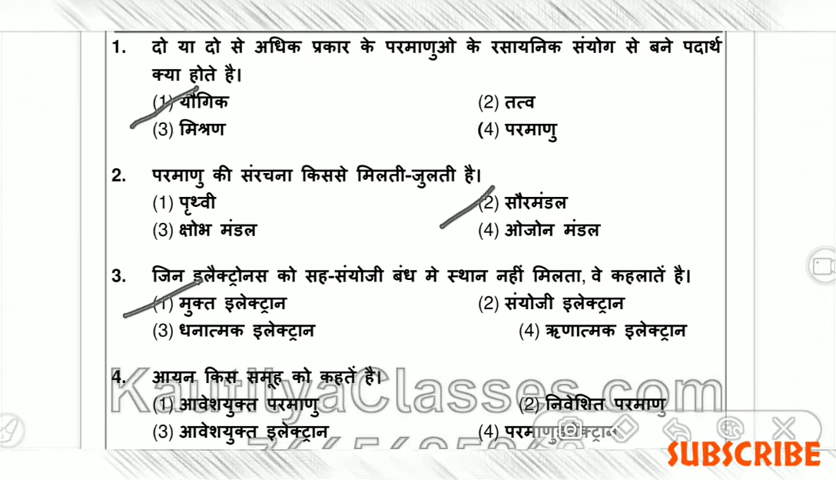 1. दो या दो से अधिक प्रकार के परमाणुओ के रसायनिक संयोग से बने पदार्थ
क्या होते है।
(1) यौगिक (2) तत्व
(3) मिश्रण (4) परमाणु
2. परमाणु की संरचना किससे मिलती-जुलती है।
(1) पृथ्वी (2) सौरमंडल
(3) क्षोभ मंडल (4) ओजोन मंडल
3. जिन इलैक्ट्रोनस को सह-संयोजी बंध मे स्थान नहीं मिलता, वे कहलातें है।
(1) मुक्त इलेक्ट्रान (2) संयोजी इलेक्ट्रान
(3) धनात्मक इलेक्ट्रान (4) ऋणात्मक इलेक्ट्रान
4. आयन किस समूह को कहतें है।
KautilyaClasses.com
(1) आवेशयुक्त परमाणु (2) निवेशित परमाणु
(3) आवेशयुक्त इलेक्ट्रान (4) परमाणु इलेक्ट्रान
SUBSCRIBE